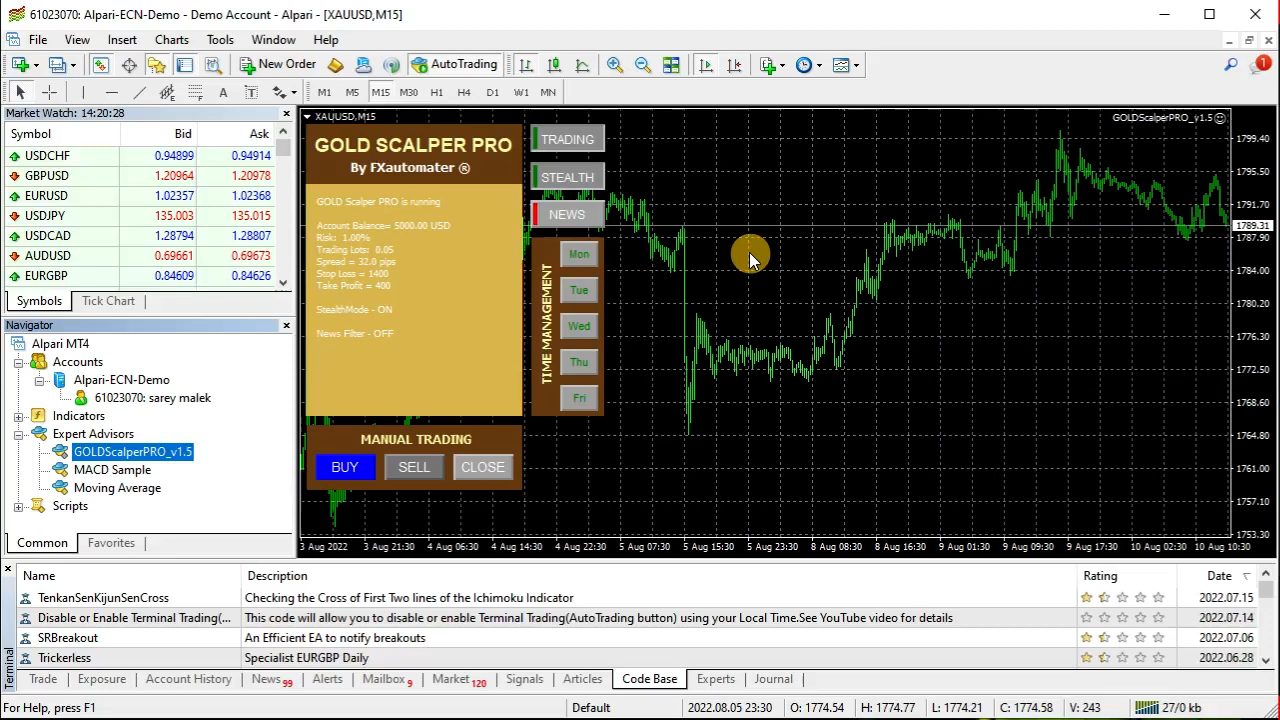 61023070: Alpari-ECN-Demo - Demo Account - Alpari - [XAUUSD,M15]
File View Insert Charts Tools Window Help
New Order AutoTrading 1
A T M1 M5 M15 M30 H1 H4 D1 W1 MN
Market Watch: 14:20:28
Symbol Bid Ask
USDCHF 0.94899 0.94914
GBPUSD 1.20964 1.20978
EURUSD 1.02357 1.02368
USDJPY 135.003 135.015
USDCAD 1.28794 1.28807
AUDUSD 0.69661 0.69673
EURGBP 0.84609 0.84626
Symbols Tick Chart
Navigator
Alpari MT4
Accounts
Alpari-ECN-Demo
61023070: sarey malek
Indicators
Expert Advisors
GOLDScalperPRO_v1.5
MACD Sample
Moving Average
Scripts
Common Favorites
XAUUSD,M15
GOLDScalperPRO_v1.5
GOLD SCALPER PRO
By FXautomater ®
GOLD Scalper PRO is running
Account Balance= 5000.00 USD
Risk: 1.00%
Trading Lots: 0.05
Spread = 32.0 pips
Stop Loss = 1400
Take Profit = 400
StealthMode - ON
News Filter - OFF
TRADING
STEALTH
NEWS
TIME MANAGEMENT
Mon
Tue
Wed
Thu
Fri
MANUAL TRADING
BUY SELL CLOSE
1799.40
1795.50
1791.70
1789.31
1787.90
1784.00
1780.20
1776.30
1772.50
1768.60
1764.80
1761.00
1757.10
1753.30
3 Aug 2022 3 Aug 21:30 4 Aug 06:30 4 Aug 14:30 4 Aug 22:30 5 Aug 07:30 5 Aug 15:30 5 Aug 23:30 8 Aug 08:30 8 Aug 16:30 9 Aug 01:30 9 Aug 09:30 9 Aug 17:30 10 Aug 02:30 10 Aug 10:30
Terminal
Name Description Rating Date
TenkanSenKijunSenCross Checking the Cross of First Two lines of the Ichimoku Indicator 2022.07.15
Disable or Enable Terminal Trading(... This code will allow you to disable or enable Terminal Trading(AutoTrading button) using your Local Time.See YouTube video for details 2022.07.14
SRBreakout An Efficient EA to notify breakouts 2022.07.06
Trickerless Specialist EURGBP Daily 2022.06.28
Trade Exposure Account History News 99 Alerts Mailbox 9 Market 120 Signals Articles Code Base Experts Journal
For Help, press F1 Default 2022.08.05 23:30 O: 1774.54 H: 1774.77 L: 1774.21 C: 1774.58 V: 243 27/0 kb